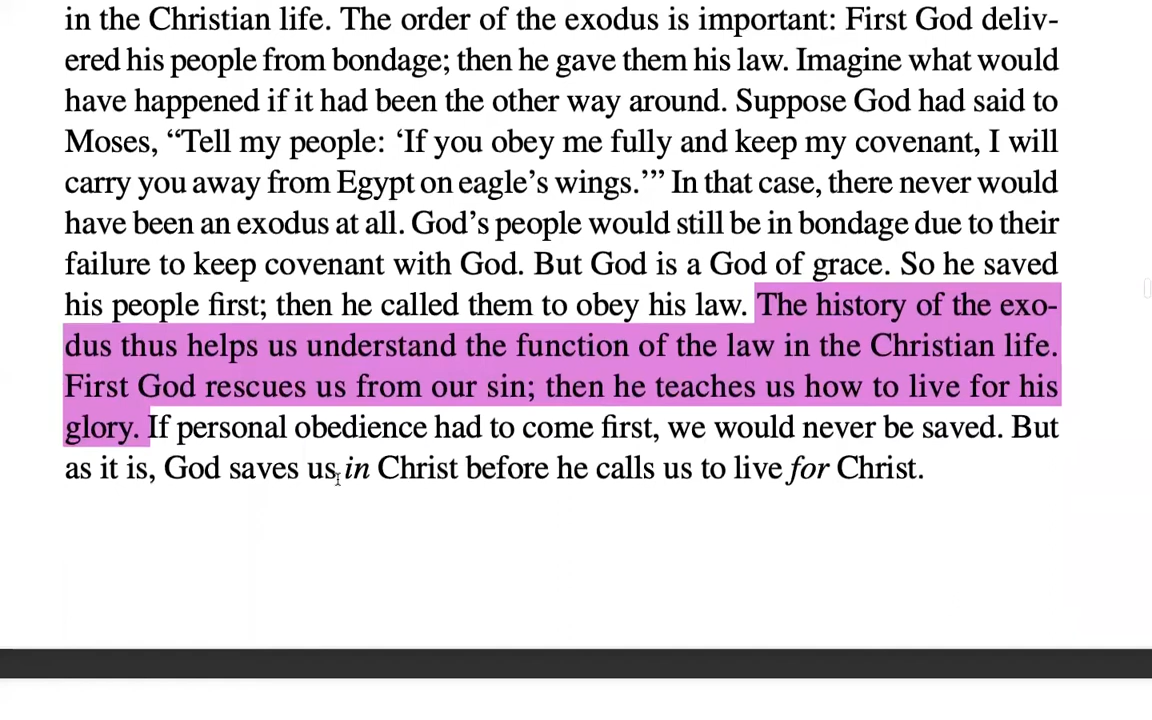 in the Christian life. The order of the exodus is important: First God deliv-
ered his people from bondage; then he gave them his law. Imagine what would
have happened if it had been the other way around. Suppose God had said to
Moses, “Tell my people: ‘If you obey me fully and keep my covenant, I will
carry you away from Egypt on eagle’s wings.’” In that case, there never would
have been an exodus at all. God’s people would still be in bondage due to their
failure to keep covenant with God. But God is a God of grace. So he saved
his people first; then he called them to obey his law. The history of the exo-
dus thus helps us understand the function of the law in the Christian life.
First God rescues us from our sin; then he teaches us how to live for his
glory. If personal obedience had to come first, we would never be saved. But
as it is, God saves us in Christ before he calls us to live for Christ.